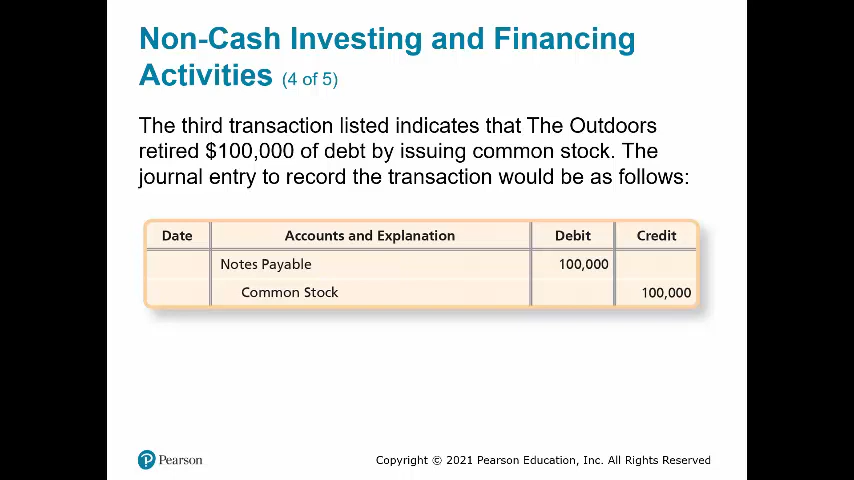 Non-Cash Investing and Financing
Activities (4 of 5)
The third transaction listed indicates that The Outdoors
retired $100,000 of debt by issuing common stock. The
journal entry to record the transaction would be as follows:
Date Accounts and Explanation Debit Credit
Notes Payable 100,000
Common Stock 100,000
P Pearson Copyright © 2021 Pearson Education, Inc. All Rights Reserved